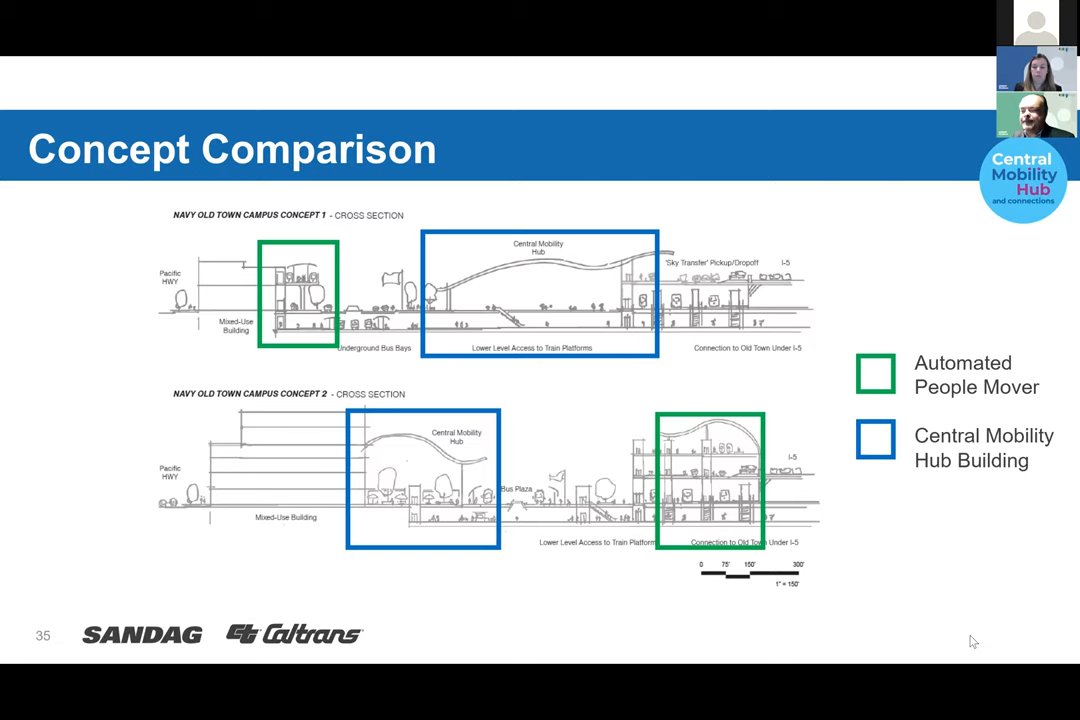 Concept Comparison
Central
Mobility
Hub
and connections
NAVY OLD TOWN CAMPUS CONCEPT 1 - CROSS SECTION
Central Mobility
Hub
'Sky Transfer' Pickup/Dropoff
I-5
Pacific
HWY
Mixed-Use
Building
Underground Bus Bays
Lower Level Access to Train Platforms
Connection to Old Town Under I-5
NAVY OLD TOWN CAMPUS CONCEPT 2 - CROSS SECTION
Central Mobility
Hub
I-5
Pacific
HWY
Bus Plaza
Mixed-Use Building
Lower Level Access to Train Platforms
Connection to Old Town Under I-5
0 75' 150' 300'
1" = 150'
Automated
People Mover
Central Mobility
Hub Building
35
SANDAG
Caltrans